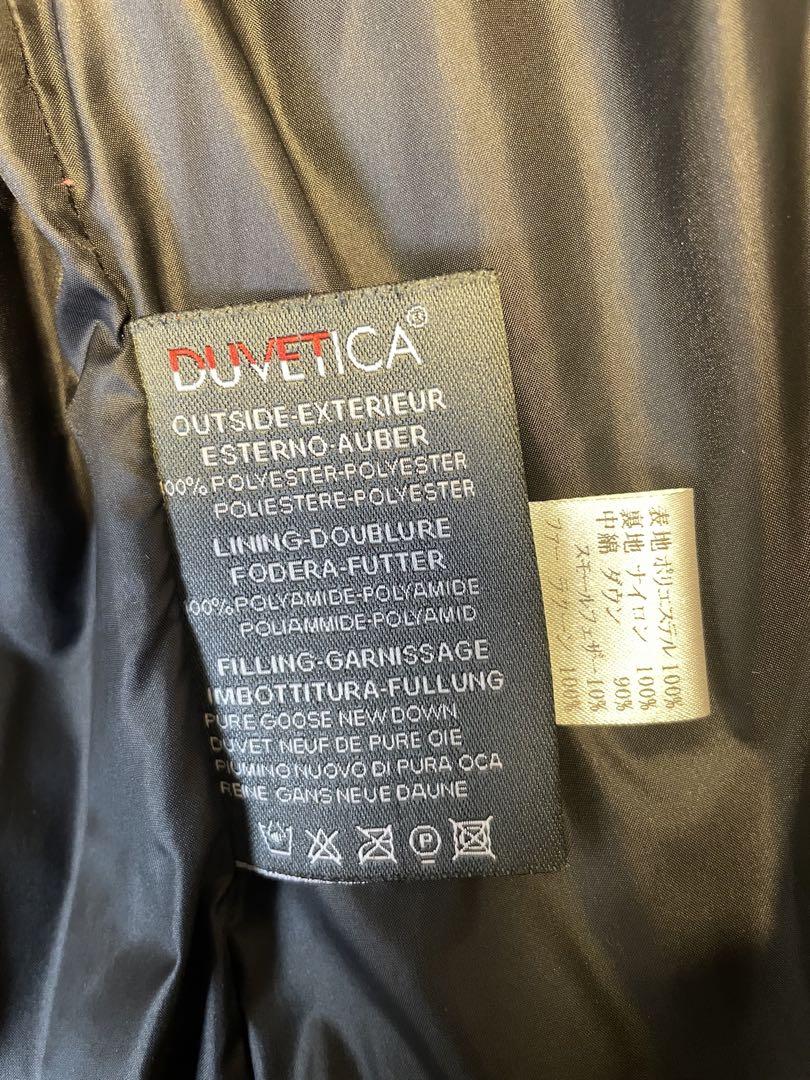 DUVETICA®
OUTSIDE-EXTERIEUR
ESTERNO-AUBER
100% POLYESTER-POLYESTER
POLIESTERE-POLYESTER
LINING-DOUBLURE
FODERA-FUTTER
100% POLYAMIDE-POLYAMIDE
POLIAMMIDE-POLYAMID
FILLING-GARNISSAGE
IMBOTTITURA-FULLUNG
PURE GOOSE NEW DOWN
DUVET NEUF DE PURE OIE
PIUMINO NUOVO DI PURA OCA
REINE GANS NEUE DAUNE
P
表地 ポリエステル 100%
裏地 ナイロン 100%
中綿 ダウン 90%
スモールフェザー 10%
ファー ラクーン 100%